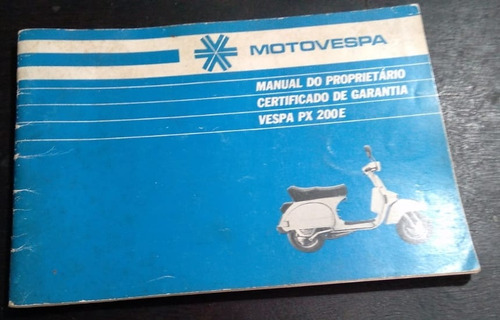 MOTOVESPA
MANUAL DO PROPRIETÁRIO
CERTIFICADO DE GARANTIA
VESPA PX 200E